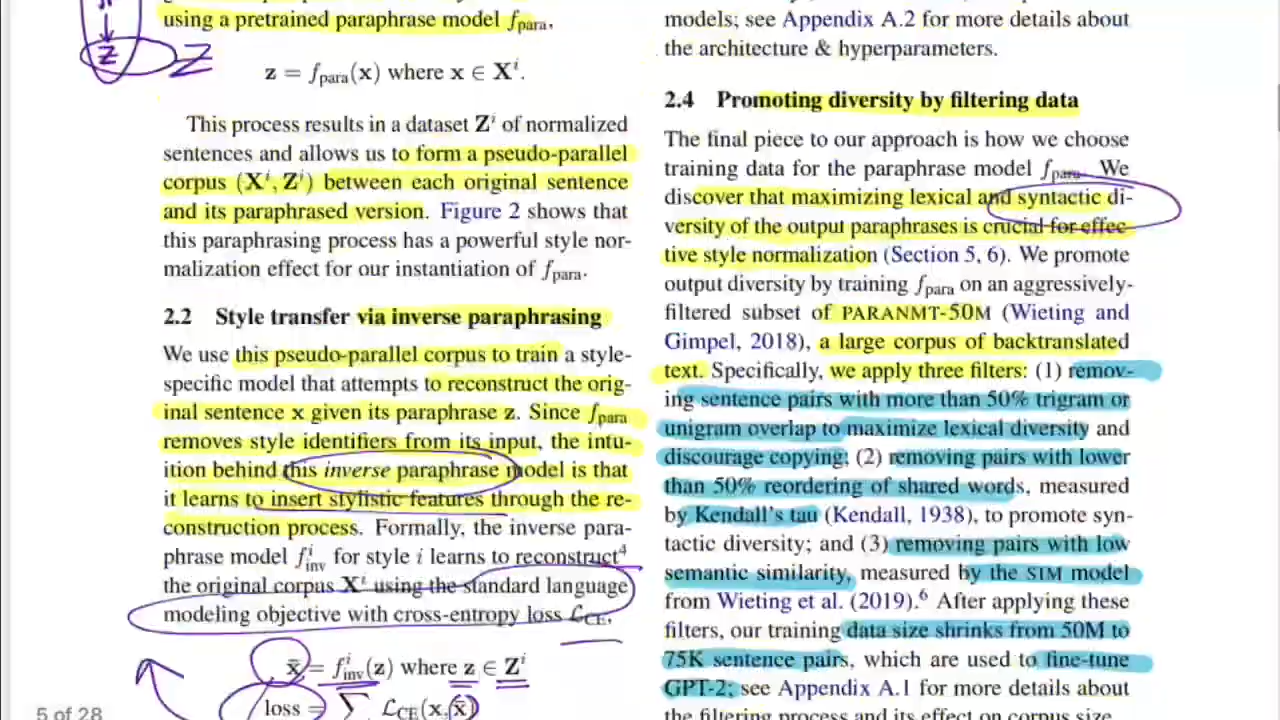 using a pretrained paraphrase model f_para,
z = f_para(x) where x ∈ X^i.
This process results in a dataset Z^i of normalized
sentences and allows us to form a pseudo-parallel
corpus (X^i, Z^i) between each original sentence
and its paraphrased version. Figure 2 shows that
this paraphrasing process has a powerful style nor-
malization effect for our instantiation of f_para.
2.2 Style transfer via inverse paraphrasing
We use this pseudo-parallel corpus to train a style-
specific model that attempts to reconstruct the orig-
inal sentence x given its paraphrase z. Since f_para
removes style identifiers from its input, the intu-
ition behind this inverse paraphrase model is that
it learns to insert stylistic features through the re-
construction process. Formally, the inverse para-
phrase model f^i_inv for style i learns to reconstruct⁴
the original corpus X^i using the standard language
modeling objective with cross-entropy loss L_CE,
x̄ = f^i_inv(z) where z ∈ Z^i
loss = ∑ L_CE(x, x̄)
z
Z
5 of 28
models; see Appendix A.2 for more details about
the architecture & hyperparameters.
2.4 Promoting diversity by filtering data
The final piece to our approach is how we choose
training data for the paraphrase model f_para. We
discover that maximizing lexical and syntactic di-
versity of the output paraphrases is crucial for effec-
tive style normalization (Section 5, 6). We promote
output diversity by training f_para on an aggressively-
filtered subset of PARANMT-50M (Wieting and
Gimpel, 2018), a large corpus of backtranslated
text. Specifically, we apply three filters: (1) remov-
ing sentence pairs with more than 50% trigram or
unigram overlap to maximize lexical diversity and
discourage copying; (2) removing pairs with lower
than 50% reordering of shared words, measured
by Kendall's tau (Kendall, 1938), to promote syn-
tactic diversity; and (3) removing pairs with low
semantic similarity, measured by the SIM model
from Wieting et al. (2019).⁶ After applying these
filters, our training data size shrinks from 50M to
75K sentence pairs, which are used to fine-tune
GPT-2; see Appendix A.1 for more details about
the filtering process and its effect on corpus size.